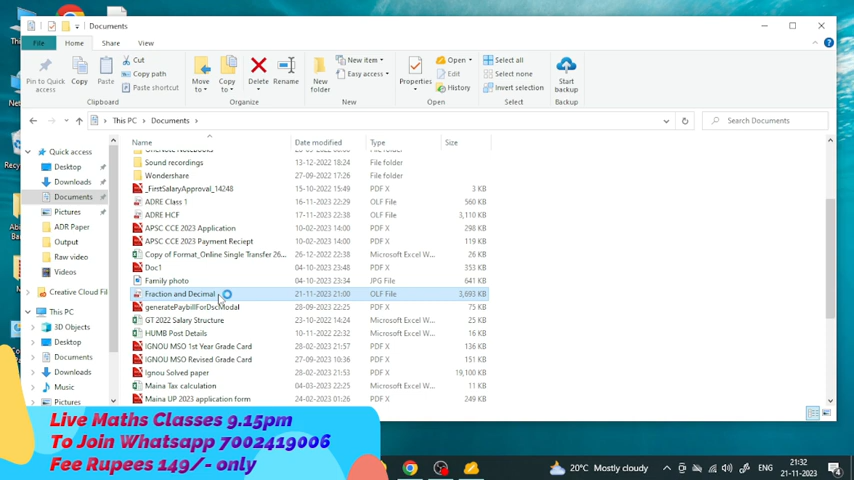 Documents
File Home Share View
Pin to Quick access
Copy
Paste
Cut
Copy path
Paste shortcut
Clipboard
Move to
Copy to
Delete
Rename
Organize
New folder
New item
Easy access
New
Properties
Open
Edit
History
Open
Select all
Select none
Invert selection
Select
Start backup
Backup
This PC > Documents >
Search Documents
Name Date modified Type Size
Quick access
Desktop
Downloads
Documents
Pictures
ADR Paper
Output
Raw video
Videos
Creative Cloud Fil
This PC
3D Objects
Desktop
Documents
Downloads
Music
Pictures
Sound recordings 13-12-2022 18:24 File folder
Wondershare 27-09-2022 17:26 File folder
_FirstSalaryApproval_14248 15-10-2022 15:49 PDF X 3 KB
ADRE Class 1 16-11-2023 22:29 OLF File 560 KB
ADRE HCF 17-11-2023 22:38 OLF File 3,110 KB
APSC CCE 2023 Application 10-02-2023 14:00 PDF X 298 KB
APSC CCE 2023 Payment Reciept 10-02-2023 14:00 PDF X 119 KB
Copy of Format_Online Single Transfer 26... 26-12-2022 23:38 Microsoft Excel W... 26 KB
Doc1 04-10-2023 23:48 PDF X 353 KB
Family photo 04-10-2023 23:34 JPG File 641 KB
Fraction and Decimal 21-11-2023 21:00 OLF File 3,693 KB
generatePaybillForDscModal 28-09-2023 22:25 PDF X 75 KB
GT 2022 Salary Structure 23-10-2022 14:24 Microsoft Excel W... 25 KB
HUMB Post Details 10-11-2022 22:32 Microsoft Excel W... 16 KB
IGNOU MSO 1st Year Grade Card 28-02-2023 21:57 PDF X 136 KB
IGNOU MSO Revised Grade Card 27-09-2023 10:36 PDF X 151 KB
Ignou Solved paper 28-02-2023 21:53 PDF X 19,100 KB
Maina Tax calculation 04-03-2023 22:25 Microsoft Excel W... 11 KB
Maina UP 2023 application form 24-02-2023 01:26 PDF X 249 KB
Live Maths Classes 9.15pm
To Join Whatsapp 7002419006
Fee Rupees 149/- only
20°C Mostly cloudy
ENG
21:32
21-11-2023
4